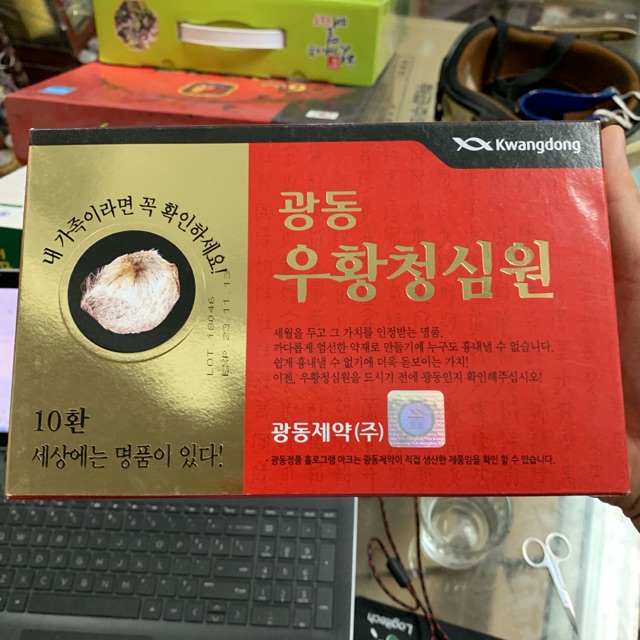 Kwangdong
내 가족이라면 꼭 확인하세요!
광동
우황청심원
LOT 18046
세월을 두고 그 가치를 인정받는 명품.
까다롭게 엄선한 약재로 만들기에 누구도 흉내낼 수 없습니다.
쉽게 흉내낼 수 없기에 더욱 돋보이는 가치!
이젠, 우황청심원을 드시기 전에 광동인지 확인해주십시오!
10환
세상에는 명품이 있다!
광동제약(주)
· 광동정품 홀로그램 마크는 광동제약이 직접 생산한 제품임을 확인 할 수 있습니다.
Logitech